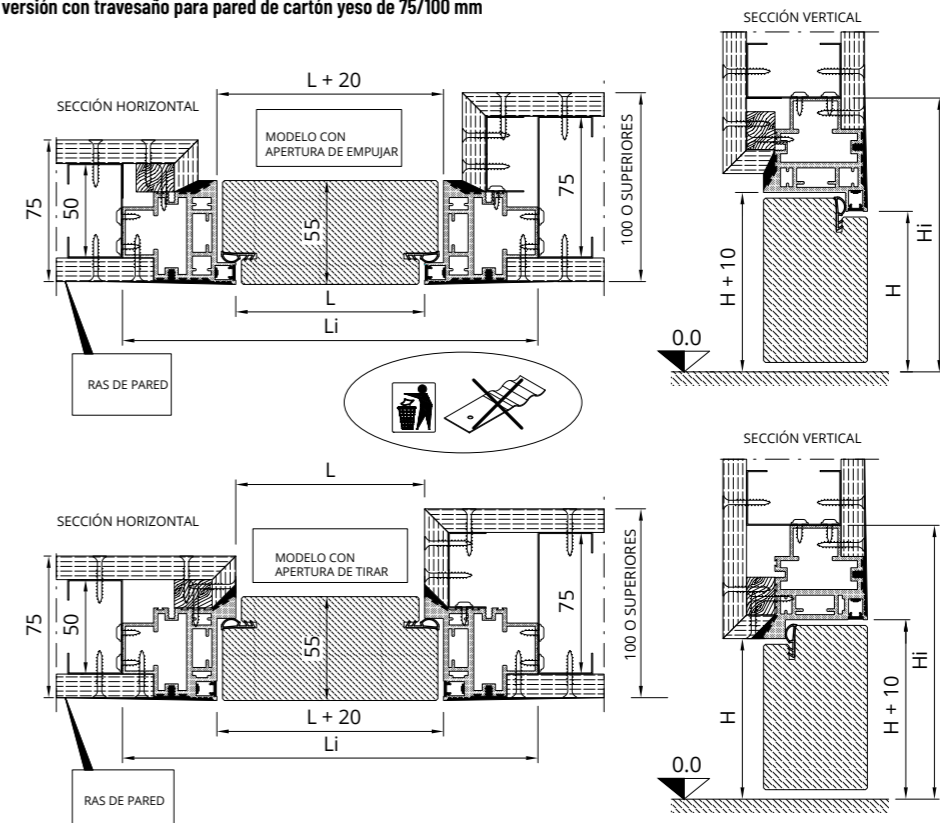 versión con travesaño para pared de cartón yeso de 75/100 mm
SECCIÓN HORIZONTAL
L + 20
MODELO CON
APERTURA DE EMPUJAR
75
50
55
75
100 O SUPERIORES
L
Li
RAS DE PARED
SECCIÓN VERTICAL
H + 10
H
Hi
0.0
SECCIÓN HORIZONTAL
L
MODELO CON
APERTURA DE TIRAR
75
50
55
75
100 O SUPERIORES
L + 20
Li
RAS DE PARED
SECCIÓN VERTICAL
H
H + 10
Hi
0.0